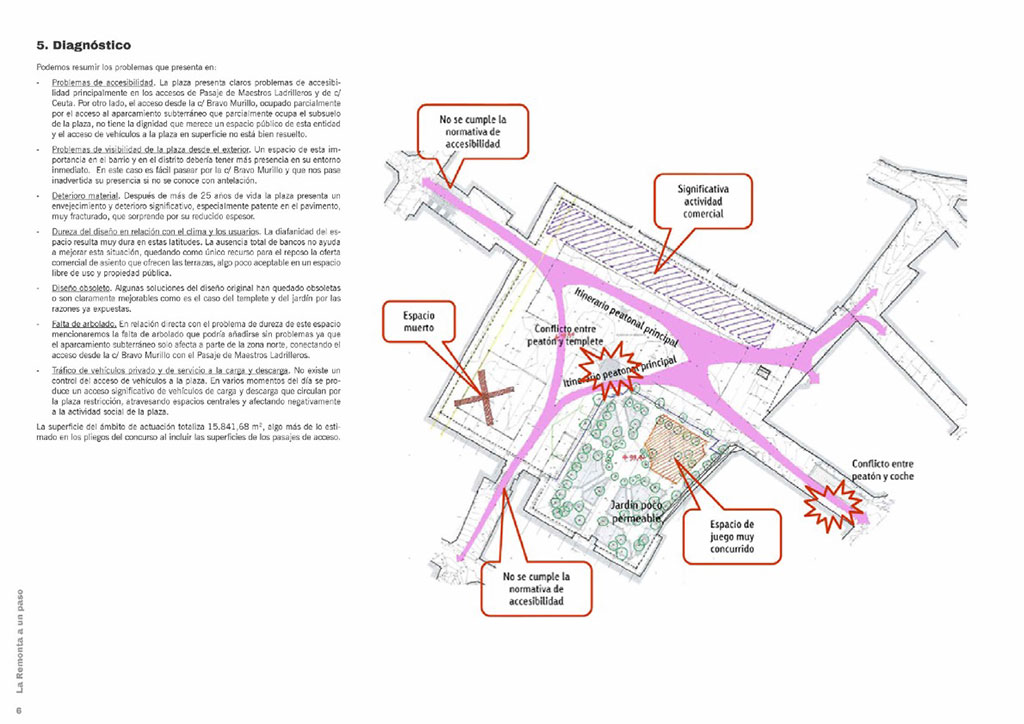 5. Diagnóstico
Podemos resumir los problemas que presenta en:
- Problemas de accesibilidad. La plaza presenta claros problemas de accesibi-
lidad principalmente en los accesos de Pasaje de Maestros Ladrilleros y de c/
Ceuta. Por otro lado, el acceso desde la c/ Bravo Murillo, ocupado parcialmente
por el acceso al aparcamiento subterráneo que parcialmente ocupa el subsuelo
de la plaza, no tiene la dignidad que merece un espacio público de esta entidad
y el acceso de vehículos a la plaza en superficie no está bien resuelto.
- Problemas de visibilidad de la plaza desde el exterior. Un espacio de esta im-
portancia en el barrio y en el distrito debería tener más presencia en su entorno
inmediato. En este caso es fácil pasear por la c/ Bravo Murillo y que nos pase
inadvertida su presencia si no se conoce con antelación.
- Deterioro material. Después de más de 25 años de vida la plaza presenta un
envejecimiento y deterioro significativo, especialmente patente en el pavimento,
muy fracturado, que sorprende por su reducido espesor.
- Dureza del diseño en relación con el clima y los usuarios. La diafanidad del es-
pacio resulta muy dura en estas latitudes. La ausencia total de bancos no ayuda
a mejorar esta situación, quedando como único recurso para el reposo la oferta
comercial de asiento que ofrecen las terrazas, algo poco aceptable en un espacio
libre de uso y propiedad pública.
- Diseño obsoleto. Algunas soluciones del diseño original han quedado obsoletas
o son claramente mejorables como es el caso del templete y del jardín por las
razones ya expuestas.
- Falta de arbolado. En relación directa con el problema de dureza de este espacio
mencionaremos la falta de arbolado que podría añadirse sin problemas ya que
el aparcamiento subterráneo solo afecta a parte de la zona norte, conectando el
acceso desde la c/ Bravo Murillo con el Pasaje de Maestros Ladrilleros.
- Tráfico de vehículos privado y de servicio a la carga y descarga. No existe un
control del acceso de vehículos a la plaza. En varios momentos del día se pro-
duce un acceso significativo de vehículos de carga y descarga que circulan por
la plaza restricción, atravesando espacios centrales y afectando negativamente
a la actividad social de la plaza.
La superficie del ámbito de actuación totaliza 15.841,68 m², algo más de lo esti-
mado en los pliegos del concurso al incluir las superficies de los pasajes de acceso.
No se cumple la
normativa de
accesibilidad
Significativa
actividad
comercial
Espacio
muerto
Itinerario peatonal principal
Conflicto entre
peatón y templete
Itinerario peatonal principal
Conflicto entre
peatón y coche
Jardín poco
permeable
Espacio de
juego muy
concurrido
No se cumple la
normativa de
accesibilidad
La Remonta a un paso
6